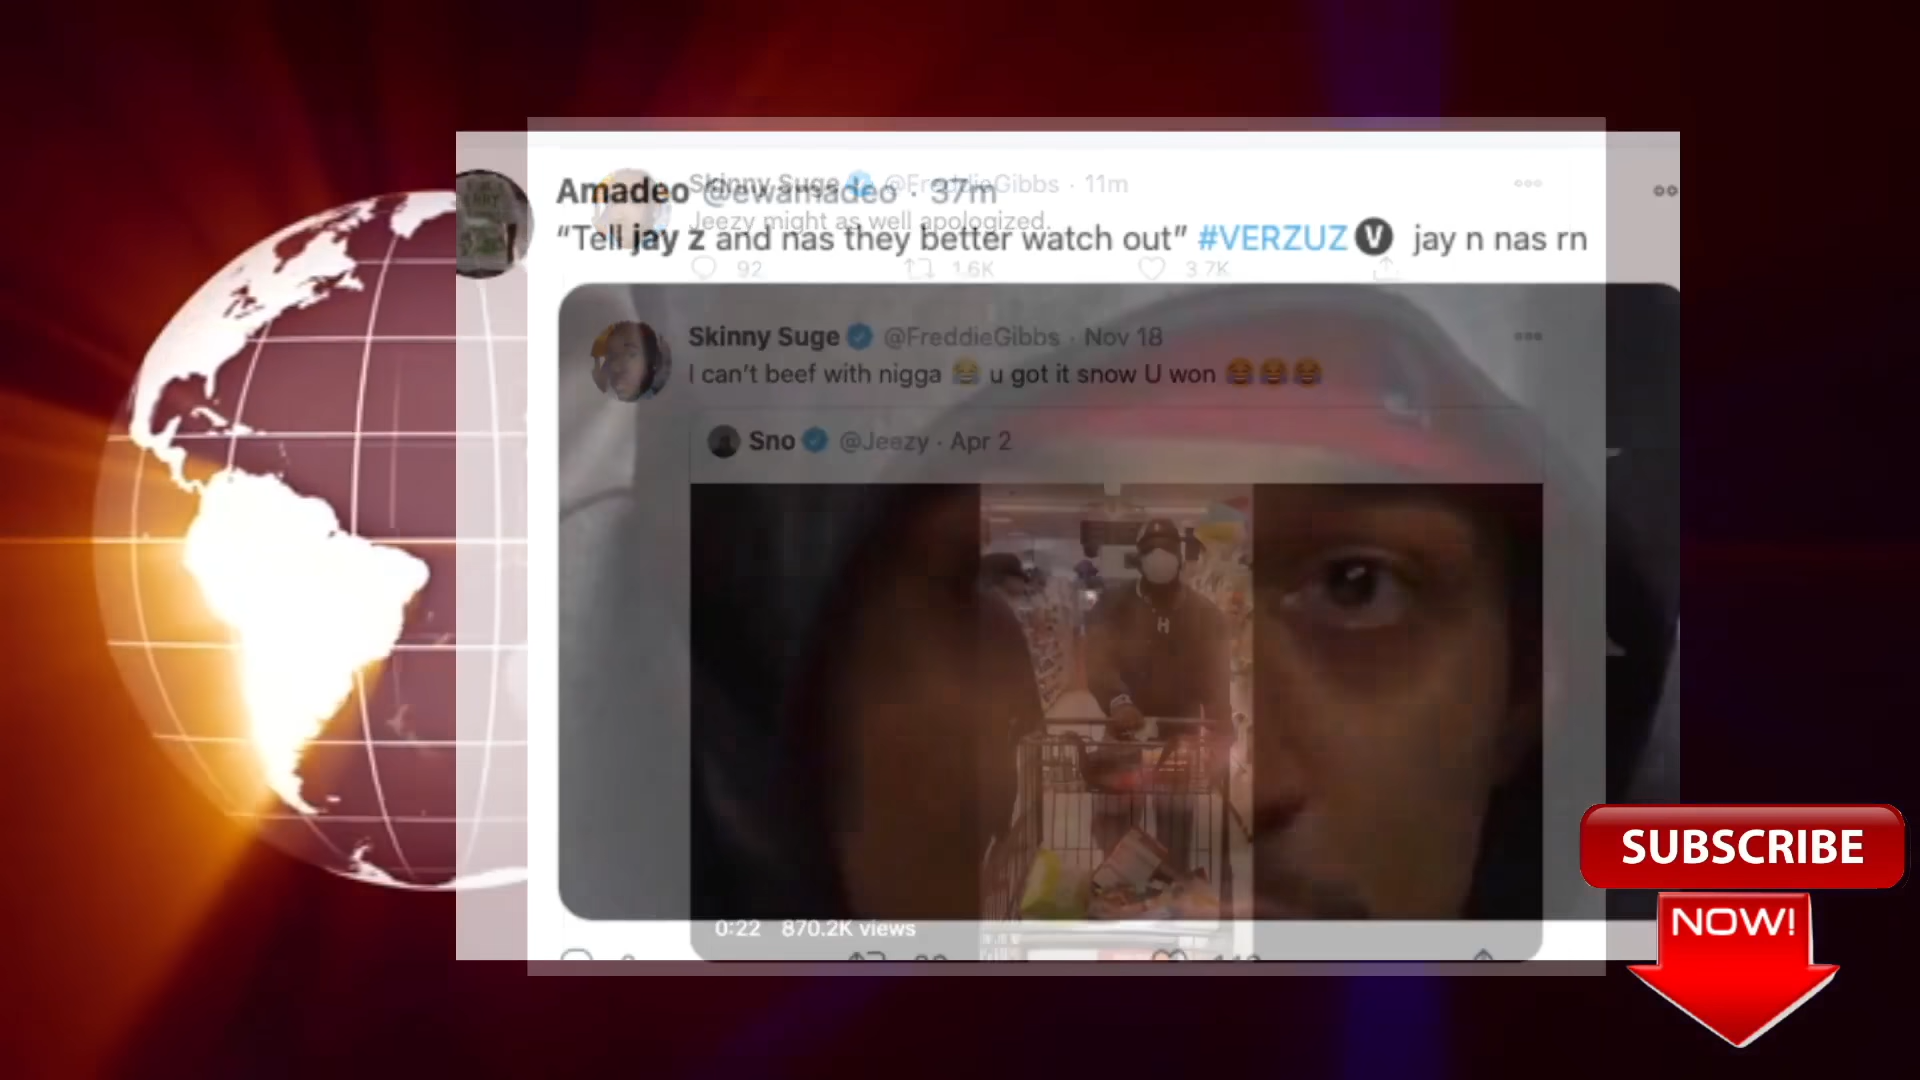 Skinny Suge @FreddieGibbs · 11m
Amadeo @ewamadeo · 37m
Jeezy might as well apologized.
“Tell jay z and nas they better watch out” #VERZUZ V jay n nas rn
92 1.6K 3.7K
Skinny Suge @FreddieGibbs · Nov 18
I can’t beef with nigga 😂 u got it snow U won 😂😂😂
Sno @Jeezy · Apr 2
H
0:22 870.2K views
SUBSCRIBE
NOW!